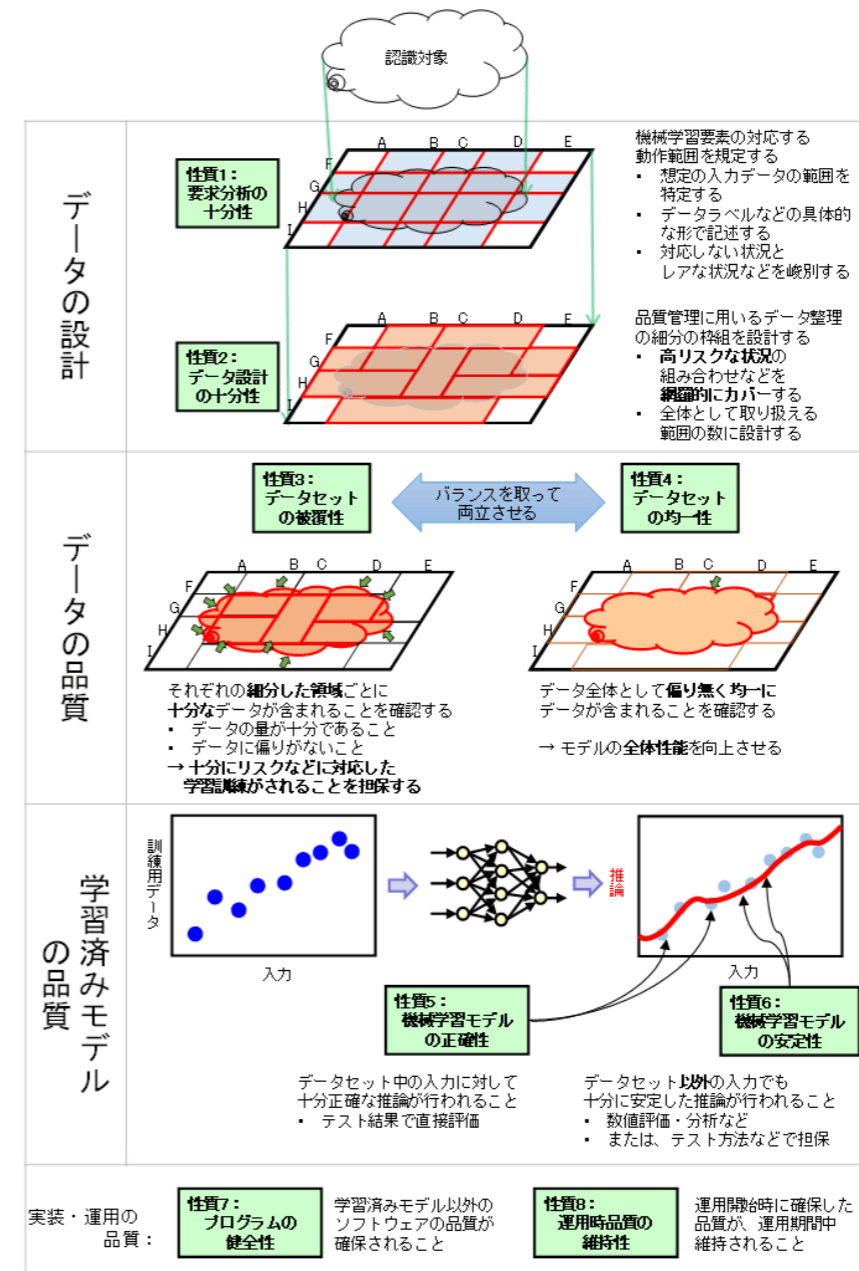 認識対象
データの設計
A B C D E
F
G
H
I
性質1：
要求分析の
十分性
機械学習要素の対応する
動作範囲を規定する
▪ 想定の入力データの範囲を
特定する
▪ データラベルなどの具体的
な形で記述する
▪ 対応しない状況と
レアな状況などを峻別する
A B C D E
F
G
H
I
性質2：
データ設計
の十分性
品質管理に用いるデータ整理
の細分の枠組を設計する
▪ 高リスクな状況の
組み合わせなどを
網羅的にカバーする
▪ 全体として取り扱える
範囲の数に設計する
データの品質
性質3：
データセット
の被覆性
バランスを取って
両立させる
性質4：
データセット
の均一性
A B C D E
F
G
H
I
A B C D E
F
G
H
I
それぞれの細分した領域ごとに
十分なデータが含まれることを確認する
▪ データの量が十分であること
▪ データに偏りがないこと
→ 十分にリスクなどに対応した
学習訓練がされることを担保する
データ全体として偏り無く均一に
データが含まれることを確認する
→ モデルの全体性能を向上させる
学習済みモデル
の品質
訓練用データ
入力
推論
入力
性質5：
機械学習モデル
の正確性
性質6：
機械学習モデル
の安定性
データセット中の入力に対して
十分正確な推論が行われること
▪ テスト結果で直接評価
データセット以外の入力でも
十分に安定した推論が行われること
▪ 数値評価・分析など
▪ または、テスト方法などで担保
実装・運用の
品質：
性質7：
プログラムの
健全性
学習済みモデル以外の
ソフトウェアの品質が
確保されること
性質8：
運用時品質の
維持性
運用開始時に確保した
品質が、運用期間中
維持されること